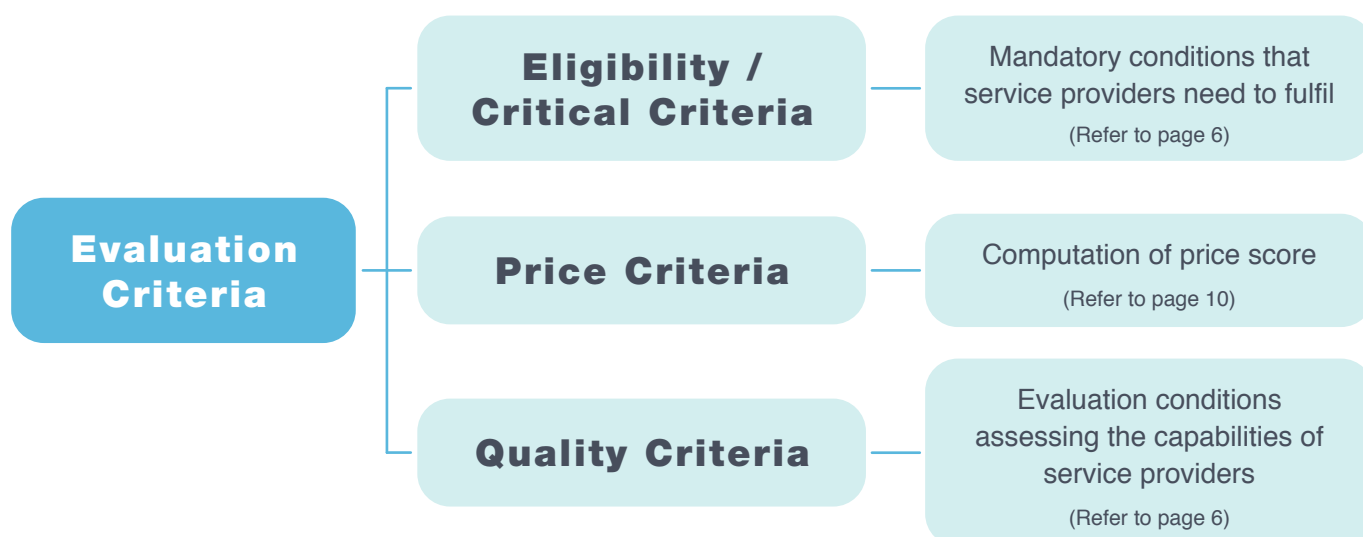 Evaluation
Criteria
Eligibility /
Critical Criteria
Mandatory conditions that
service providers need to fulfil
(Refer to page 6)
Price Criteria
Computation of price score
(Refer to page 10)
Quality Criteria
Evaluation conditions
assessing the capabilities of
service providers
(Refer to page 6)